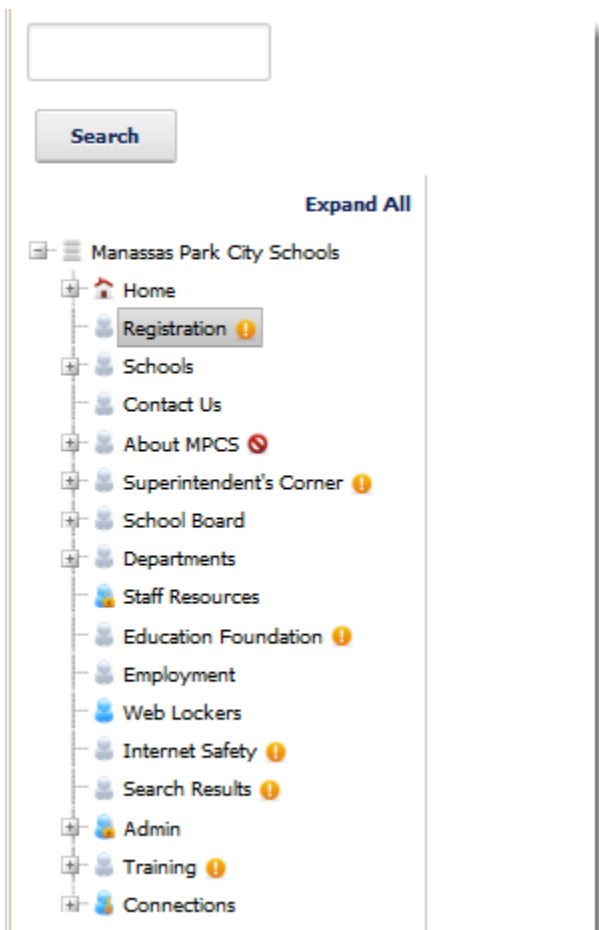 Search
Expand All
Manassas Park City Schools
Home
Registration
Schools
Contact Us
About MPCS
Superintendent's Corner
School Board
Departments
Staff Resources
Education Foundation
Employment
Web Lockers
Internet Safety
Search Results
Admin
Training
Connections